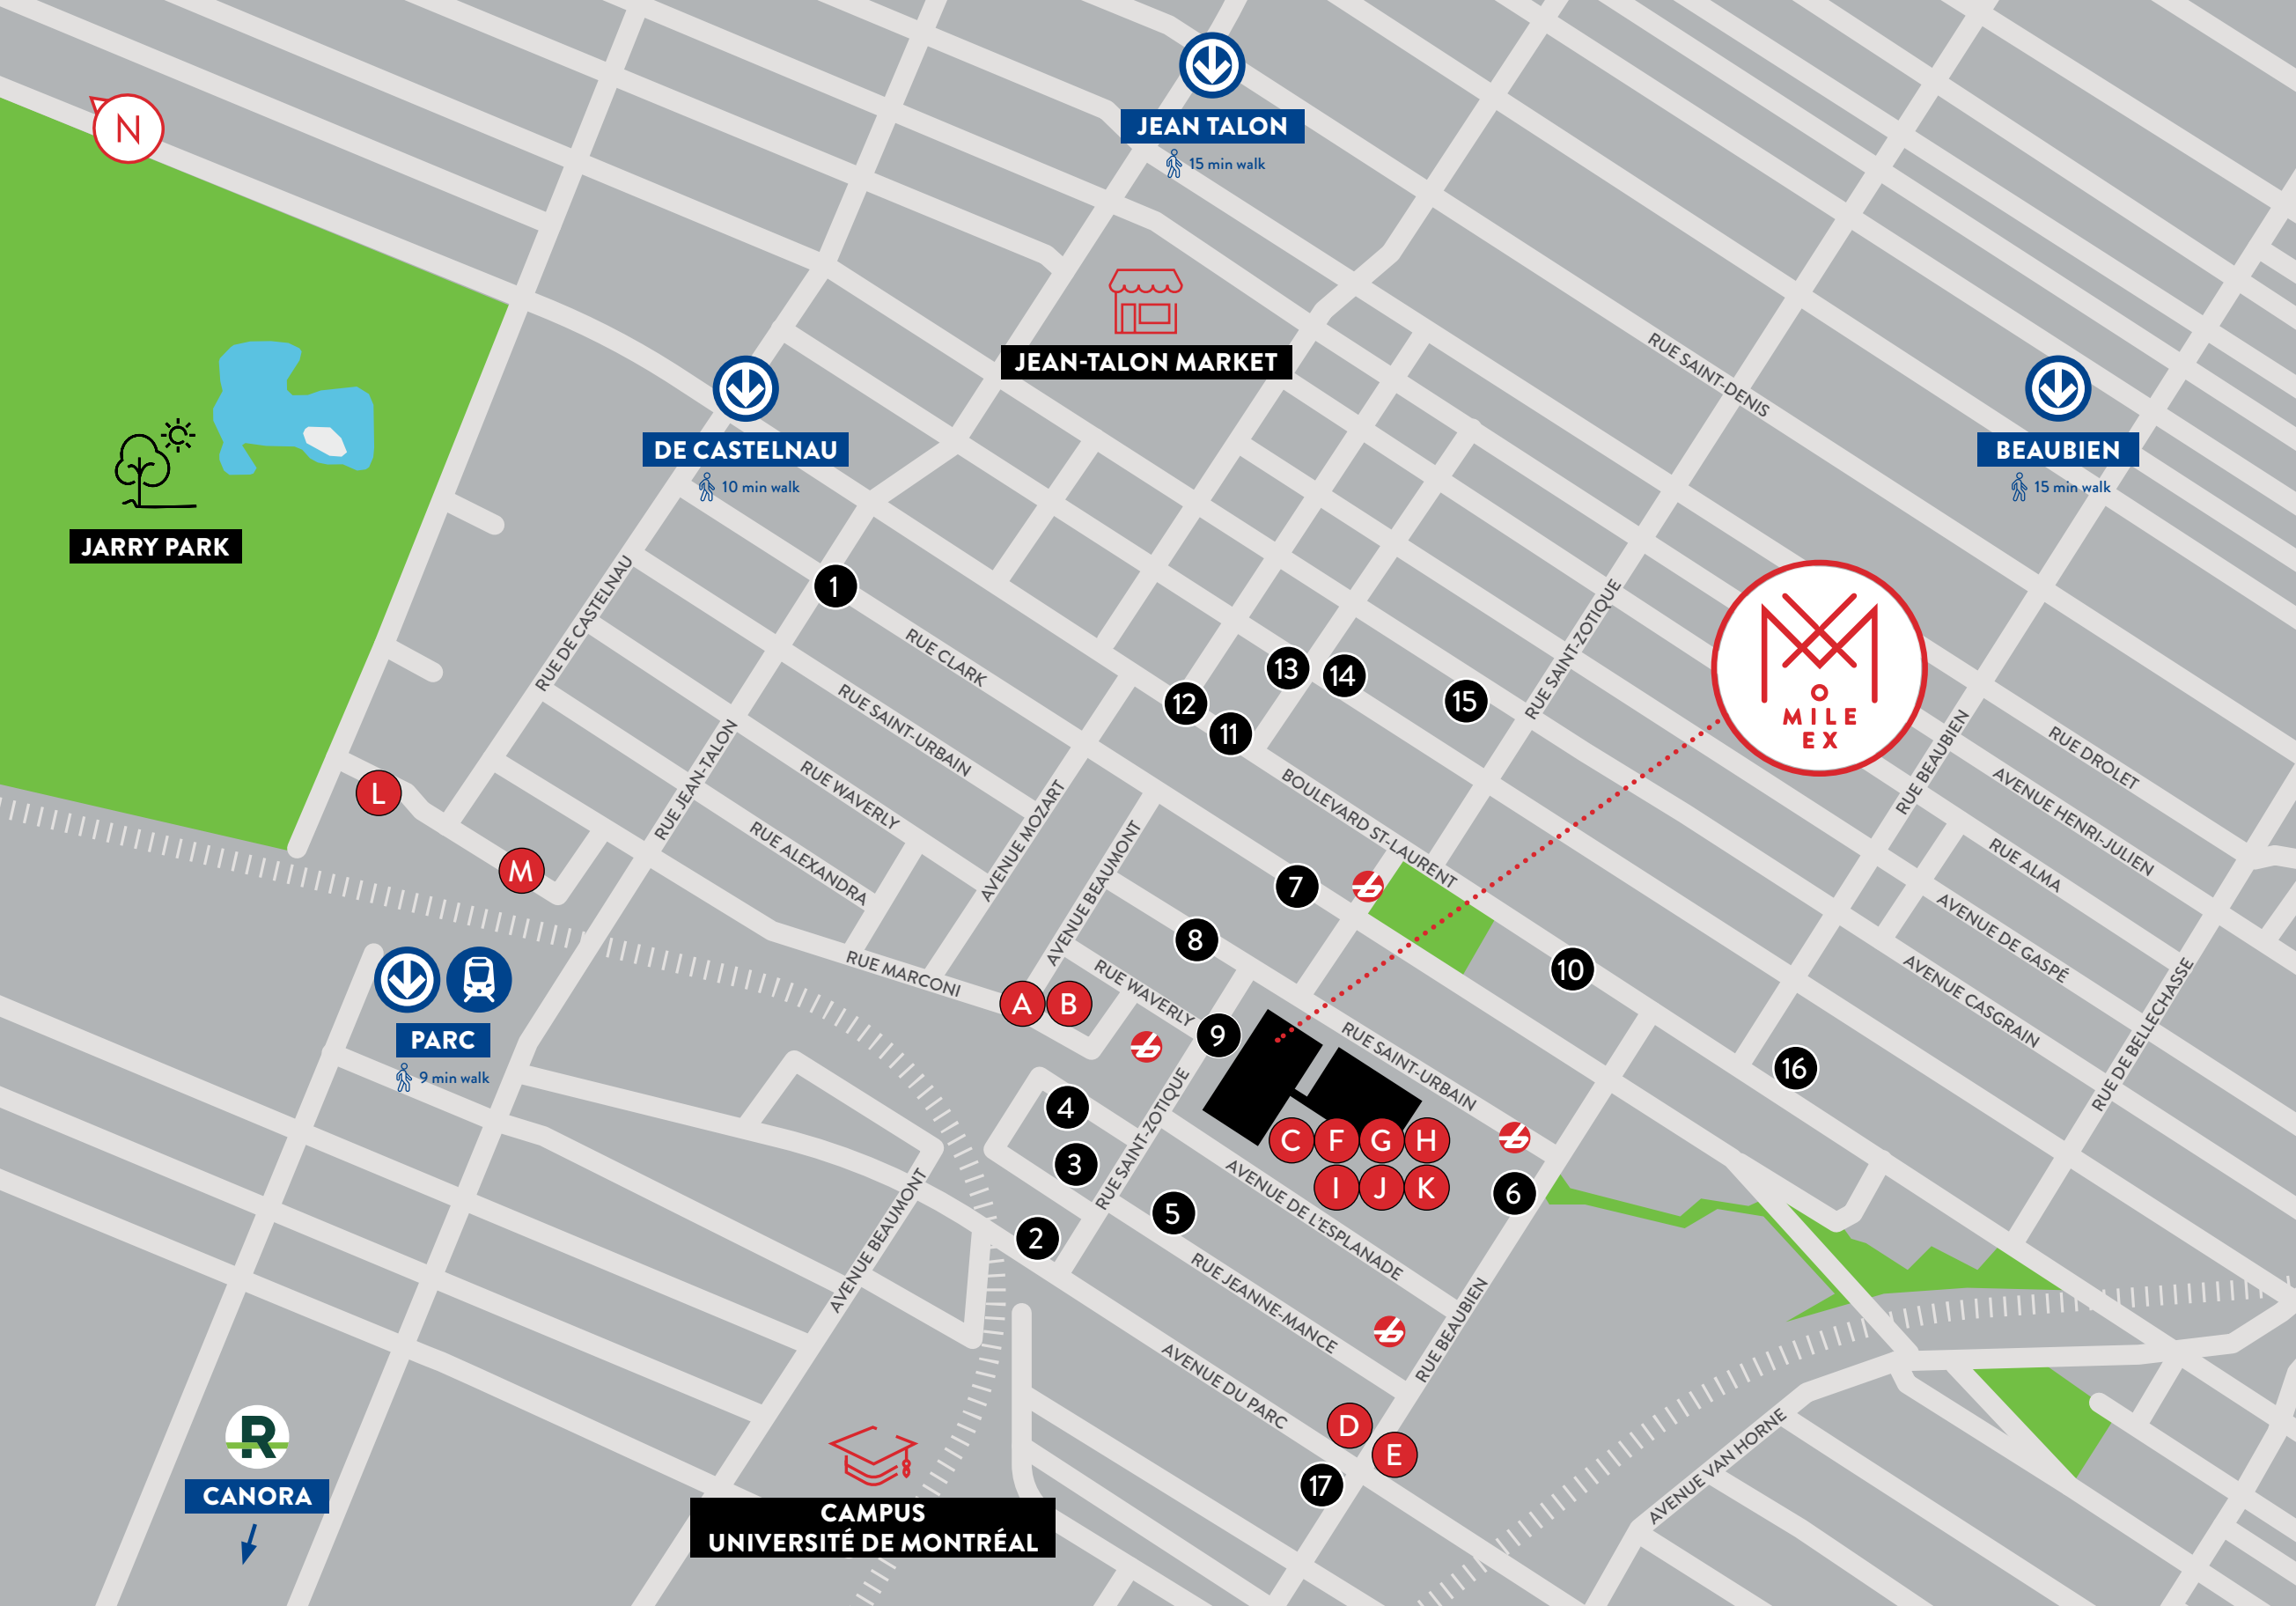 N
JEAN TALON
15 min walk
JEAN-TALON MARKET
RUE SAINT-DENIS
DE CASTELNAU
10 min walk
BEAUBIEN
15 min walk
JARRY PARK
1
RUE DE CASTELNAU
RUE CLARK
RUE SAINT-URBAIN
RUE WAVERLY
RUE ALEXANDRA
RUE JEAN-TALON
AVENUE MOZART
AVENUE BEAUMONT
12
11
13
14
15
RUE SAINT-ZOTIQUE
MILE
EX
RUE BEAUBIEN
RUE DROLET
AVENUE HENRI-JULIEN
RUE ALMA
AVENUE DE GASPÉ
AVENUE CASGRAIN
RUE DE BELLECHASSE
BOULEVARD ST-LAURENT
L
M
7
8
10
16
RUE MARCONI
A
B
RUE WAVERLY
9
RUE SAINT-URBAIN
PARC
9 min walk
4
3
2
5
RUE SAINT-ZOTIQUE
C
F
G
H
I
J
K
6
AVENUE DE L'ESPLANADE
RUE JEANNE-MANCE
AVENUE BEAUMONT
AVENUE DU PARC
RUE BEAUBIEN
D
E
17
AVENUE VAN HORNE
R
CANORA
CAMPUS
UNIVERSITÉ DE MONTRÉAL